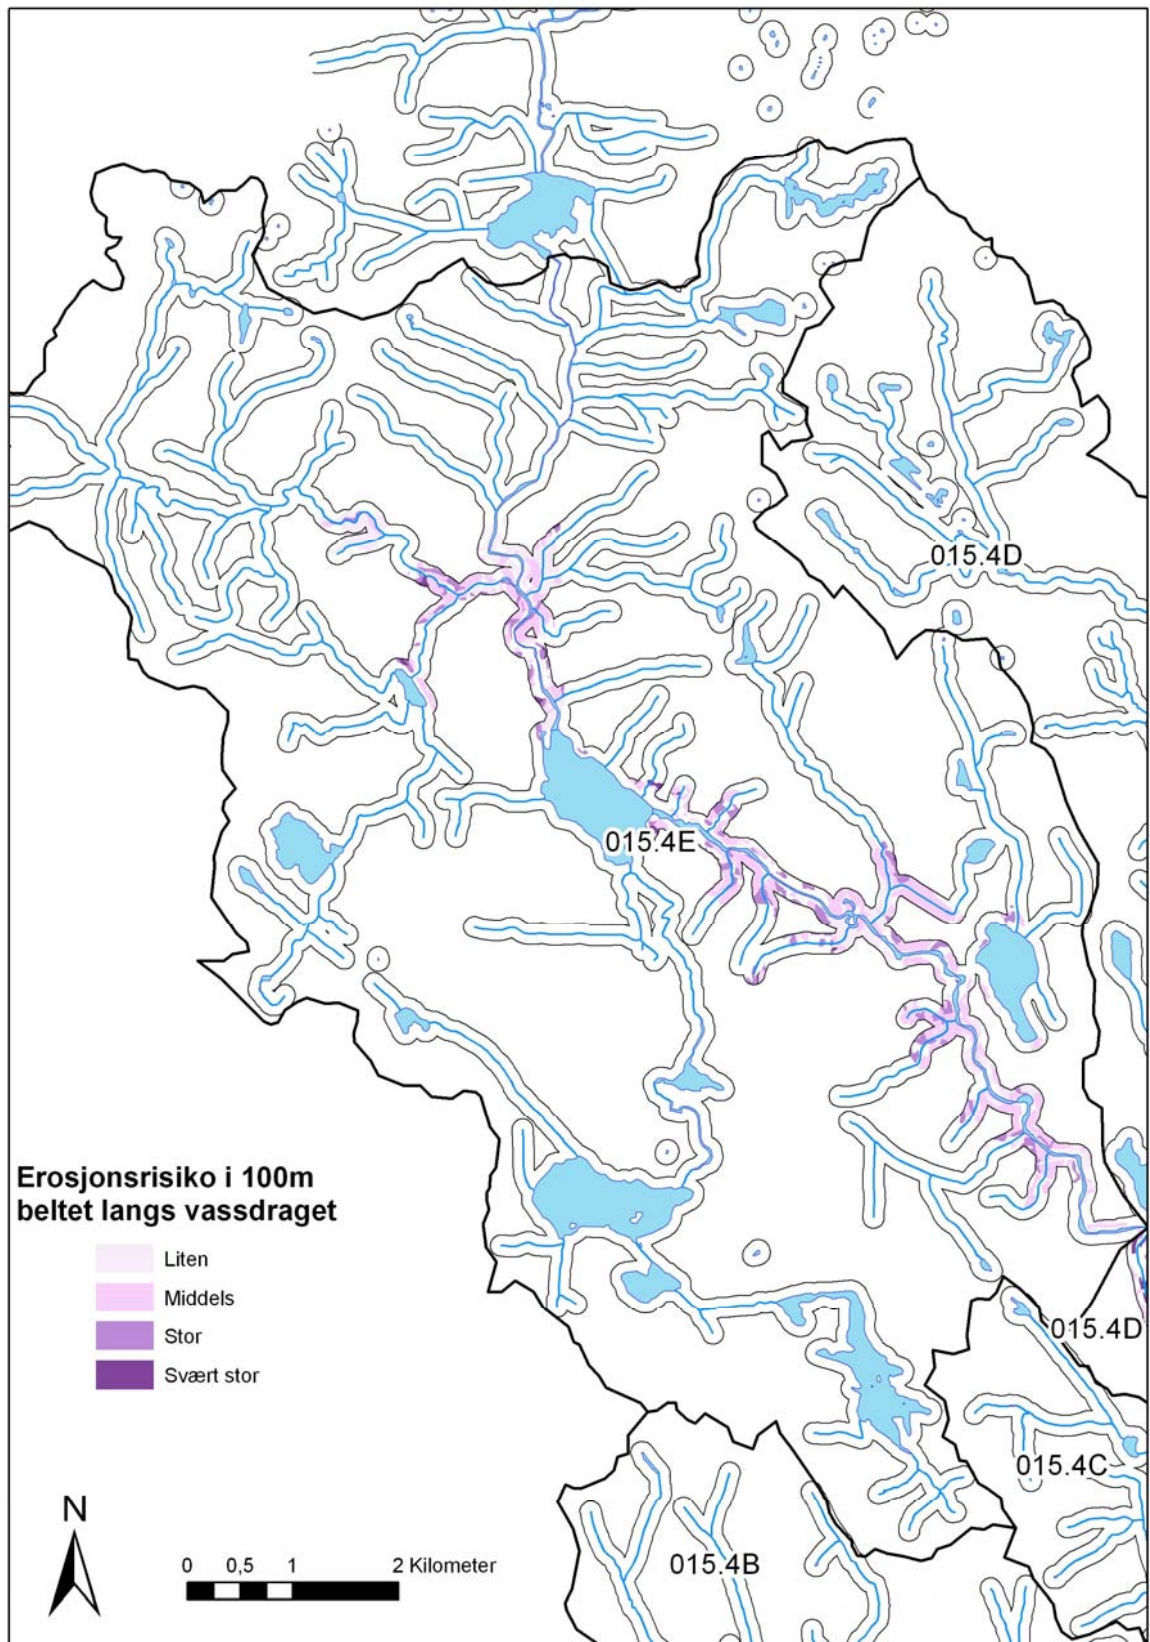 015.4D
015.4E
Erosjonsrisiko i 100m
beltet langs vassdraget
Liten
Middels
Stor
Svært stor
015.4D
015.4C
015.4B
N
0 0,5 1 2 Kilometer